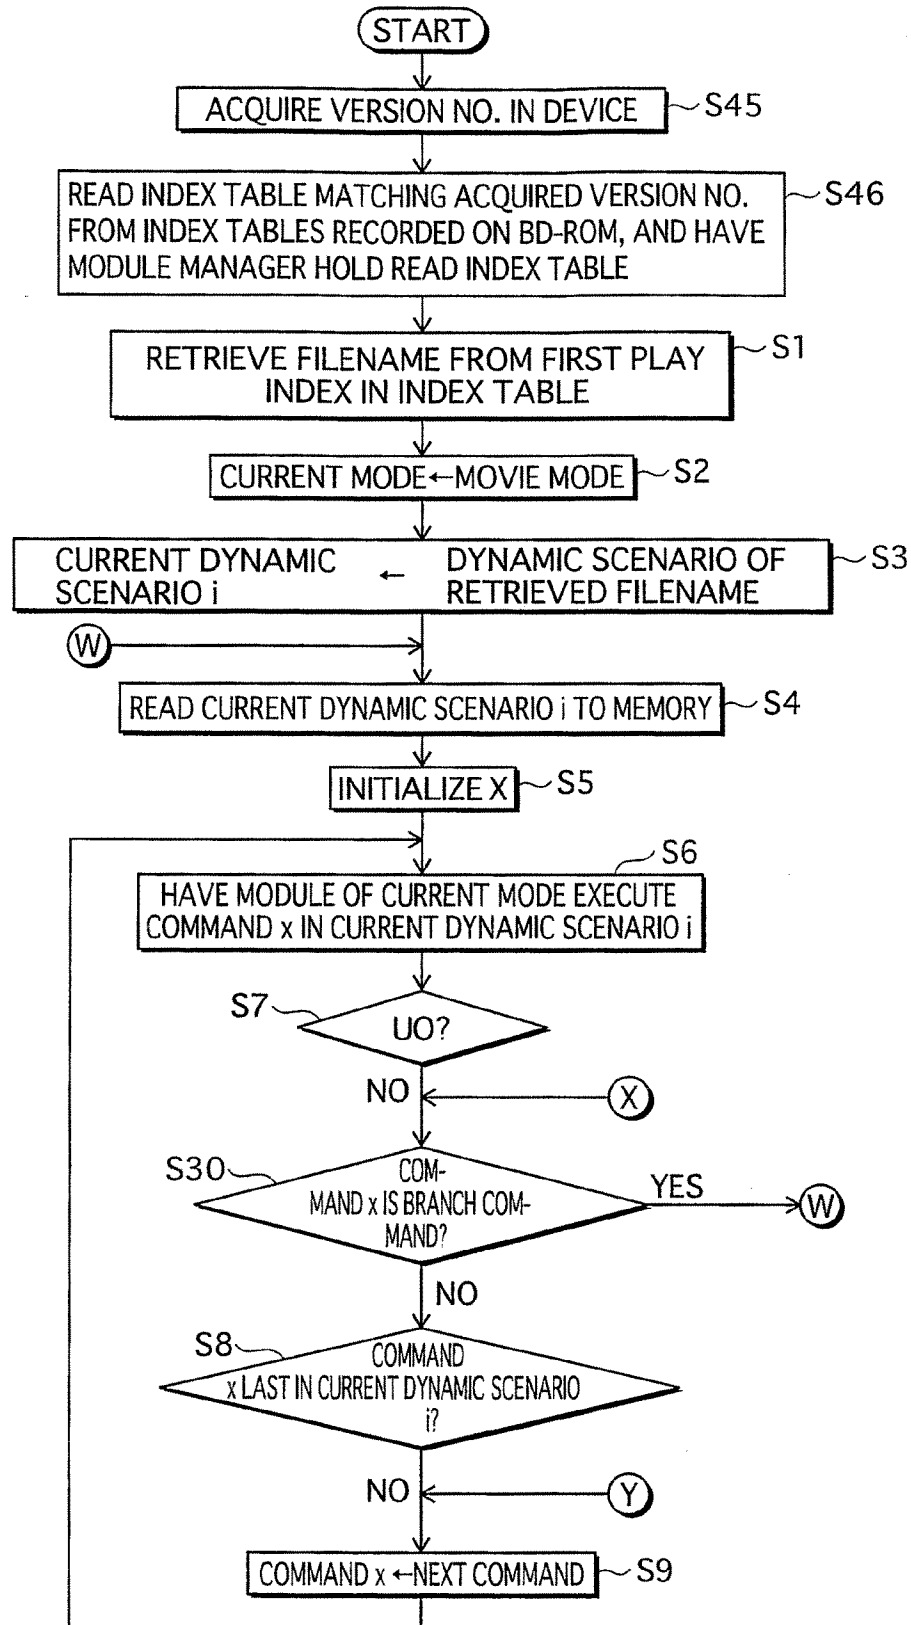 START
ACQUIRE VERSION NO. IN DEVICE
S45
READ INDEX TABLE MATCHING ACQUIRED VERSION NO.
FROM INDEX TABLES RECORDED ON BD-ROM, AND HAVE
MODULE MANAGER HOLD READ INDEX TABLE
S46
RETRIEVE FILENAME FROM FIRST PLAY
INDEX IN INDEX TABLE
S1
CURRENT MODE←MOVIE MODE
S2
CURRENT DYNAMIC
SCENARIO i
←
DYNAMIC SCENARIO OF
RETRIEVED FILENAME
S3
W
READ CURRENT DYNAMIC SCENARIO i TO MEMORY
S4
INITIALIZE X
S5
S6
HAVE MODULE OF CURRENT MODE EXECUTE
COMMAND x IN CURRENT DYNAMIC SCENARIO i
S7
UO?
NO
X
S30
COM-
MAND x IS BRANCH COM-
MAND?
YES
W
NO
S8
COMMAND
x LAST IN CURRENT DYNAMIC SCENARIO
i?
NO
Y
COMMAND x ←NEXT COMMAND
S9